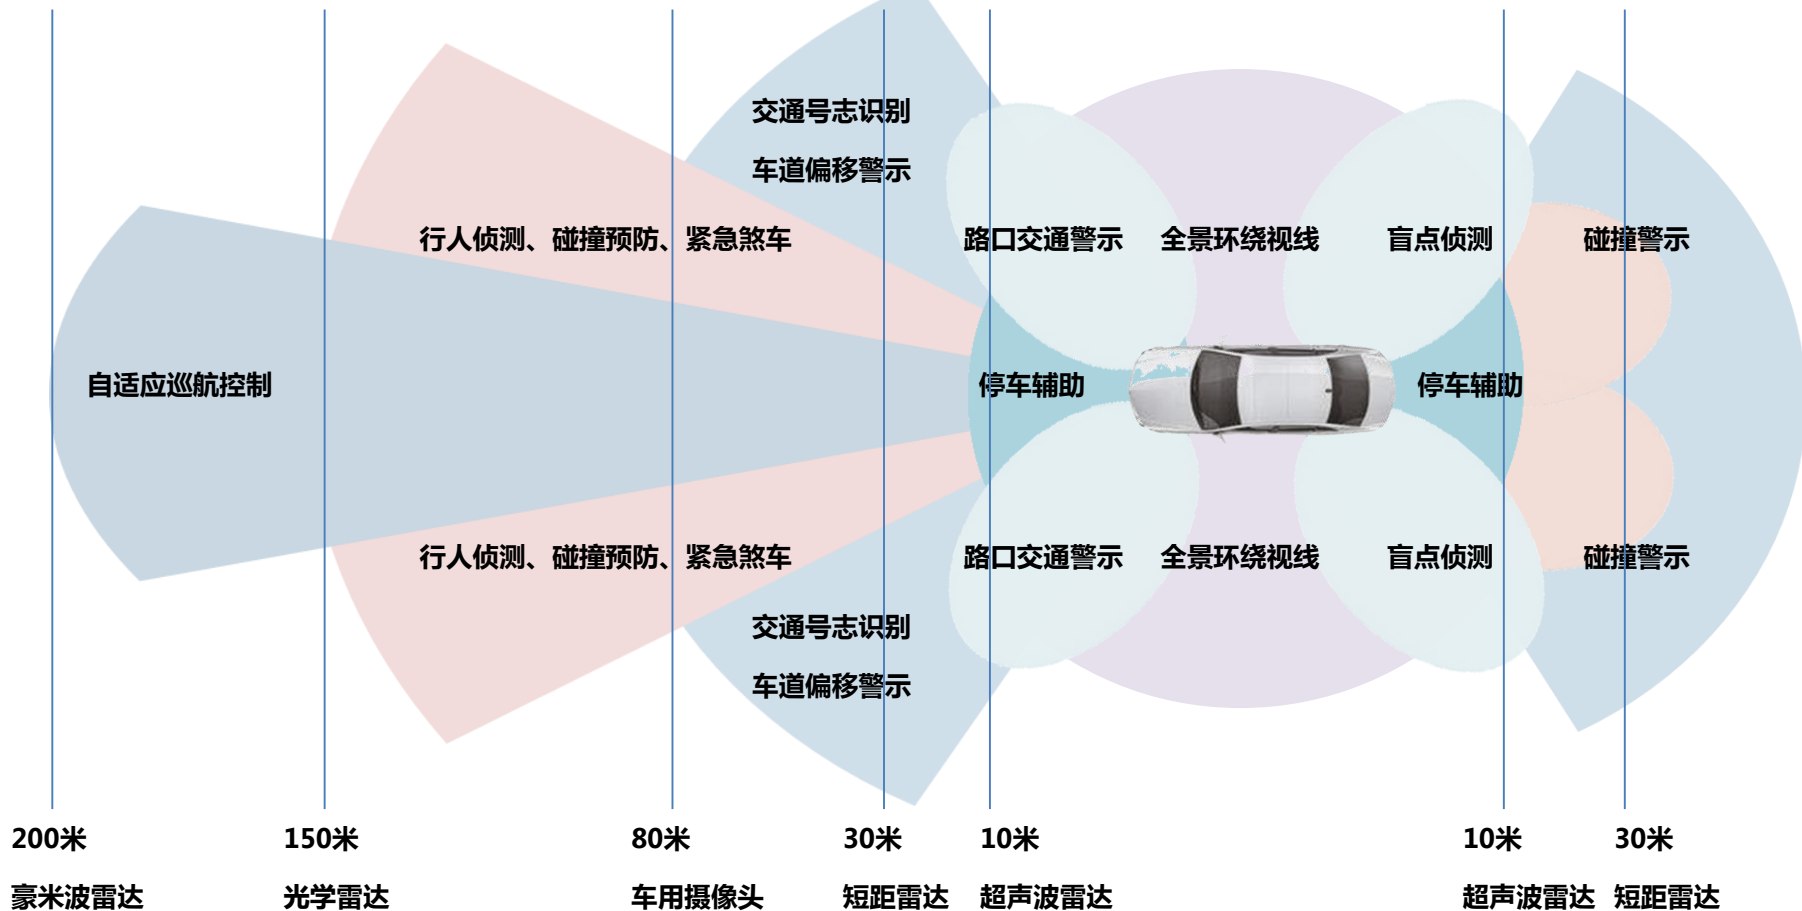 交通号志识别
车道偏移警示
行人侦测、碰撞预防、紧急煞车
路口交通警示
全景环绕视线
盲点侦测
碰撞警示
自适应巡航控制
停车辅助
停车辅助
行人侦测、碰撞预防、紧急煞车
路口交通警示
全景环绕视线
盲点侦测
碰撞警示
交通号志识别
车道偏移警示
200米
150米
80米
30米
10米
10米
30米
豪米波雷达
光学雷达
车用摄像头
短距雷达
超声波雷达
超声波雷达
短距雷达